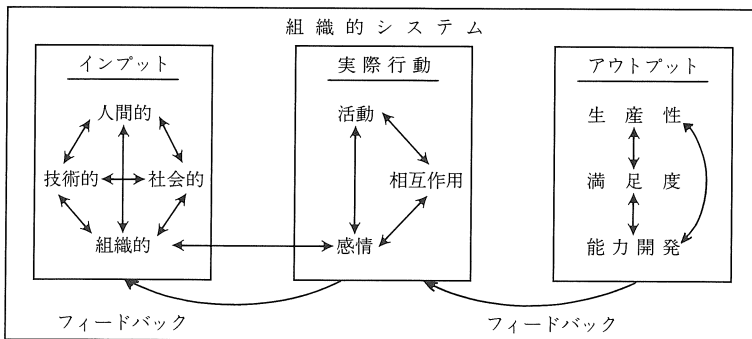 組織的システム
インプット
人間的
技術的
社会的
組織的
実際行動
活動
相互作用
感情
アウトプット
生産性
満足度
能力開発
フィードバック
フィードバック